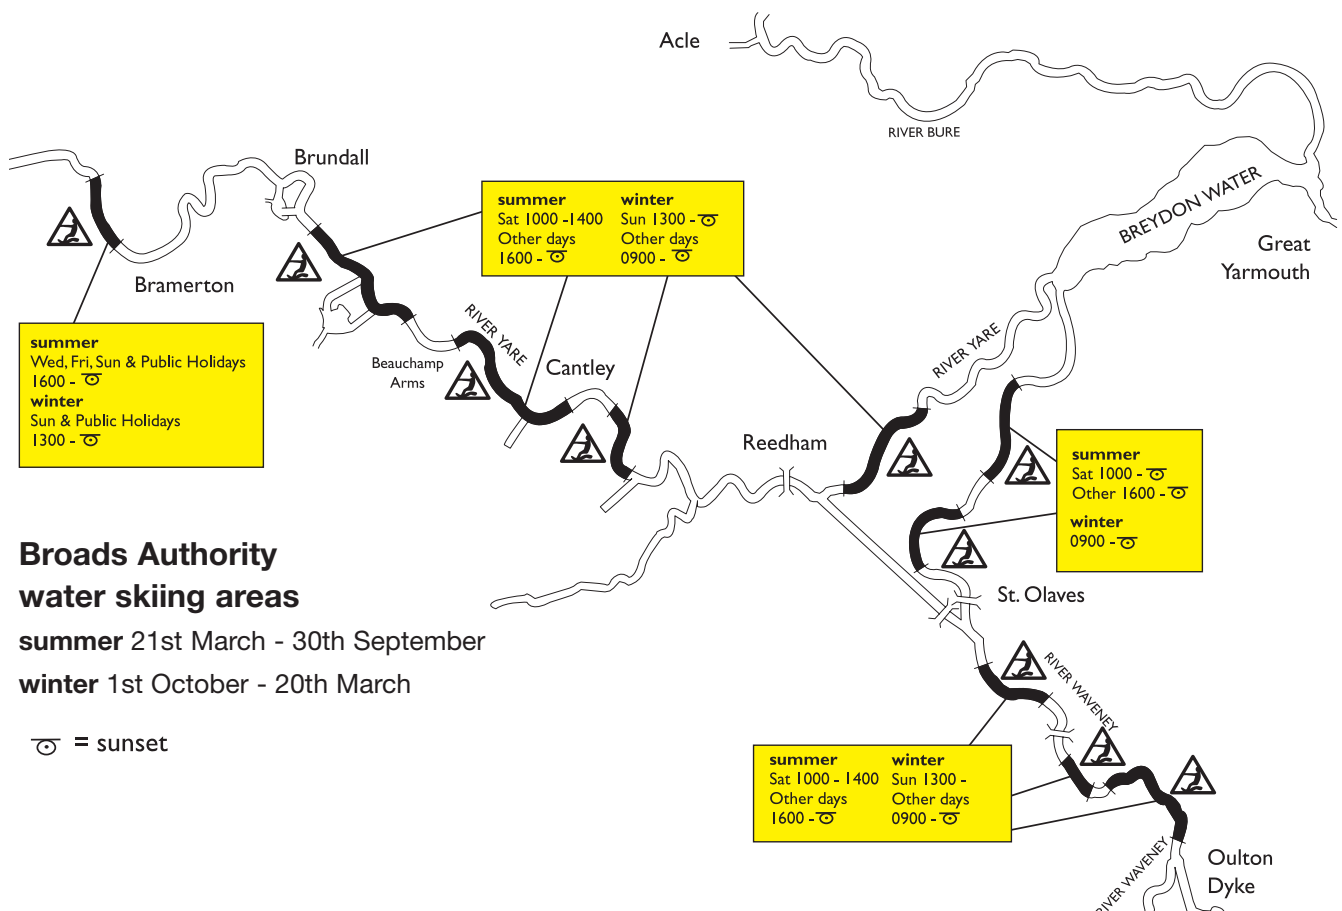 Acle
RIVER BURE
Brundall
BREYDON WATER
Great
Yarmouth
summer
Sat 1000 -1400
Other days
1600 -
winter
Sun 1300 -
Other days
0900 -
Bramerton
summer
Wed, Fri, Sun & Public Holidays
1600 -
winter
Sun & Public Holidays
1300 -
RIVER YARE
Beauchamp
Arms
Cantley
RIVER YARE
Reedham
summer
Sat 1000 -
Other 1600 -
winter
0900 -
Broads Authority
water skiing areas
summer 21st March - 30th September
winter 1st October - 20th March
= sunset
St. Olaves
RIVER WAVENEY
summer
Sat 1000 - 1400
Other days
1600 -
winter
Sun 1300 -
Other days
0900 -
RIVER WAVENEY
Oulton
Dyke